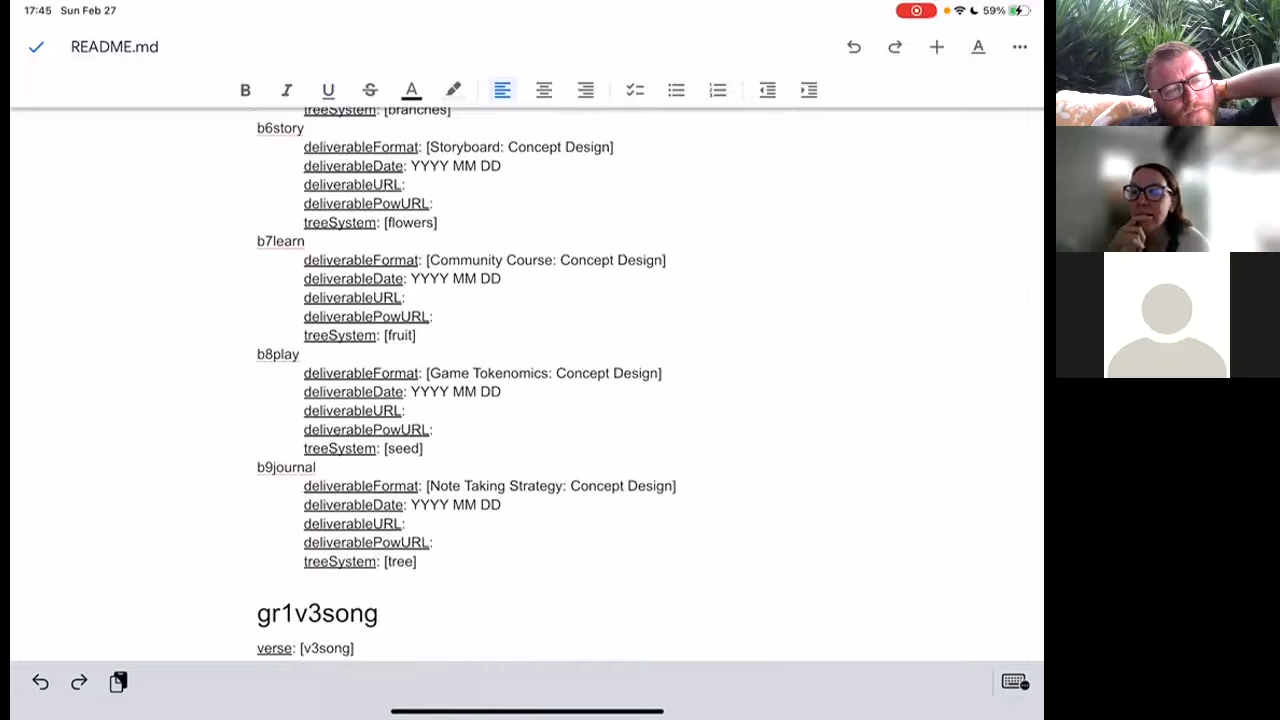 17:45 Sun Feb 27 59%
README.md
B I U S A
treeSystem: [branches]
b6story
deliverableFormat: [Storyboard: Concept Design]
deliverableDate: YYYY MM DD
deliverableURL:
deliverablePowURL:
treeSystem: [flowers]
b7learn
deliverableFormat: [Community Course: Concept Design]
deliverableDate: YYYY MM DD
deliverableURL:
deliverablePowURL:
treeSystem: [fruit]
b8play
deliverableFormat: [Game Tokenomics: Concept Design]
deliverableDate: YYYY MM DD
deliverableURL:
deliverablePowURL:
treeSystem: [seed]
b9journal
deliverableFormat: [Note Taking Strategy: Concept Design]
deliverableDate: YYYY MM DD
deliverableURL:
deliverablePowURL:
treeSystem: [tree]
gr1v3song
verse: [v3song]